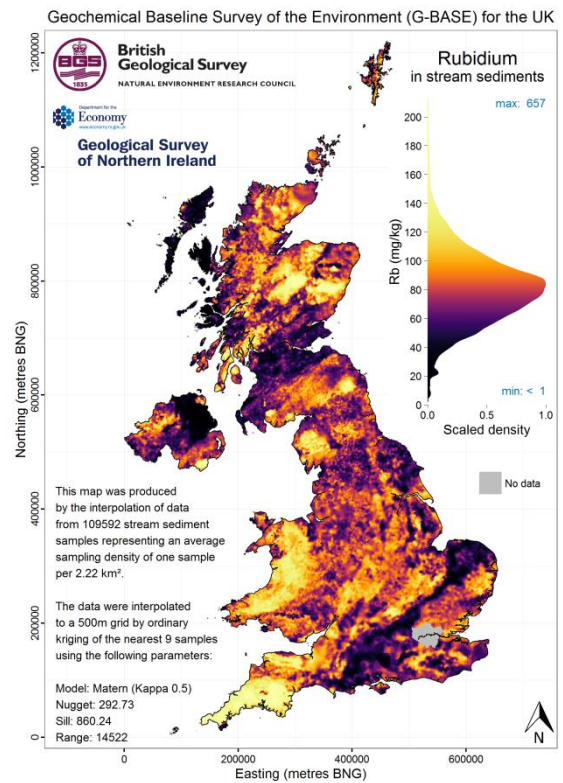 Geochemical Baseline Survey of the Environment (G-BASE) for the UK
BGS
1835
British
Geological Survey
NATURAL ENVIRONMENT RESEARCH COUNCIL
Department for the
Economy
www.economy-ni.gov.uk
Geological Survey
of Northern Ireland
Rubidium
in stream sediments
max: 657
200
180
160
140
120
100
80
60
40
20
0
Rb (mg/kg)
min: < 1
0.0
0.5
1.0
Scaled density
No data
This map was produced
by the interpolation of data
from 109592 stream sediment
samples representing an average
sampling density of one sample
per 2.22 km².
The data were interpolated
to a 500m grid by ordinary
kriging of the nearest 9 samples
using the following parameters:
Model: Matern (Kappa 0.5)
Nugget: 292.73
Sill: 860.24
Range: 14522
N
1200000
1000000
800000
600000
400000
200000
0
Northing (metres BNG)
0
200000
400000
600000
Easting (metres BNG)